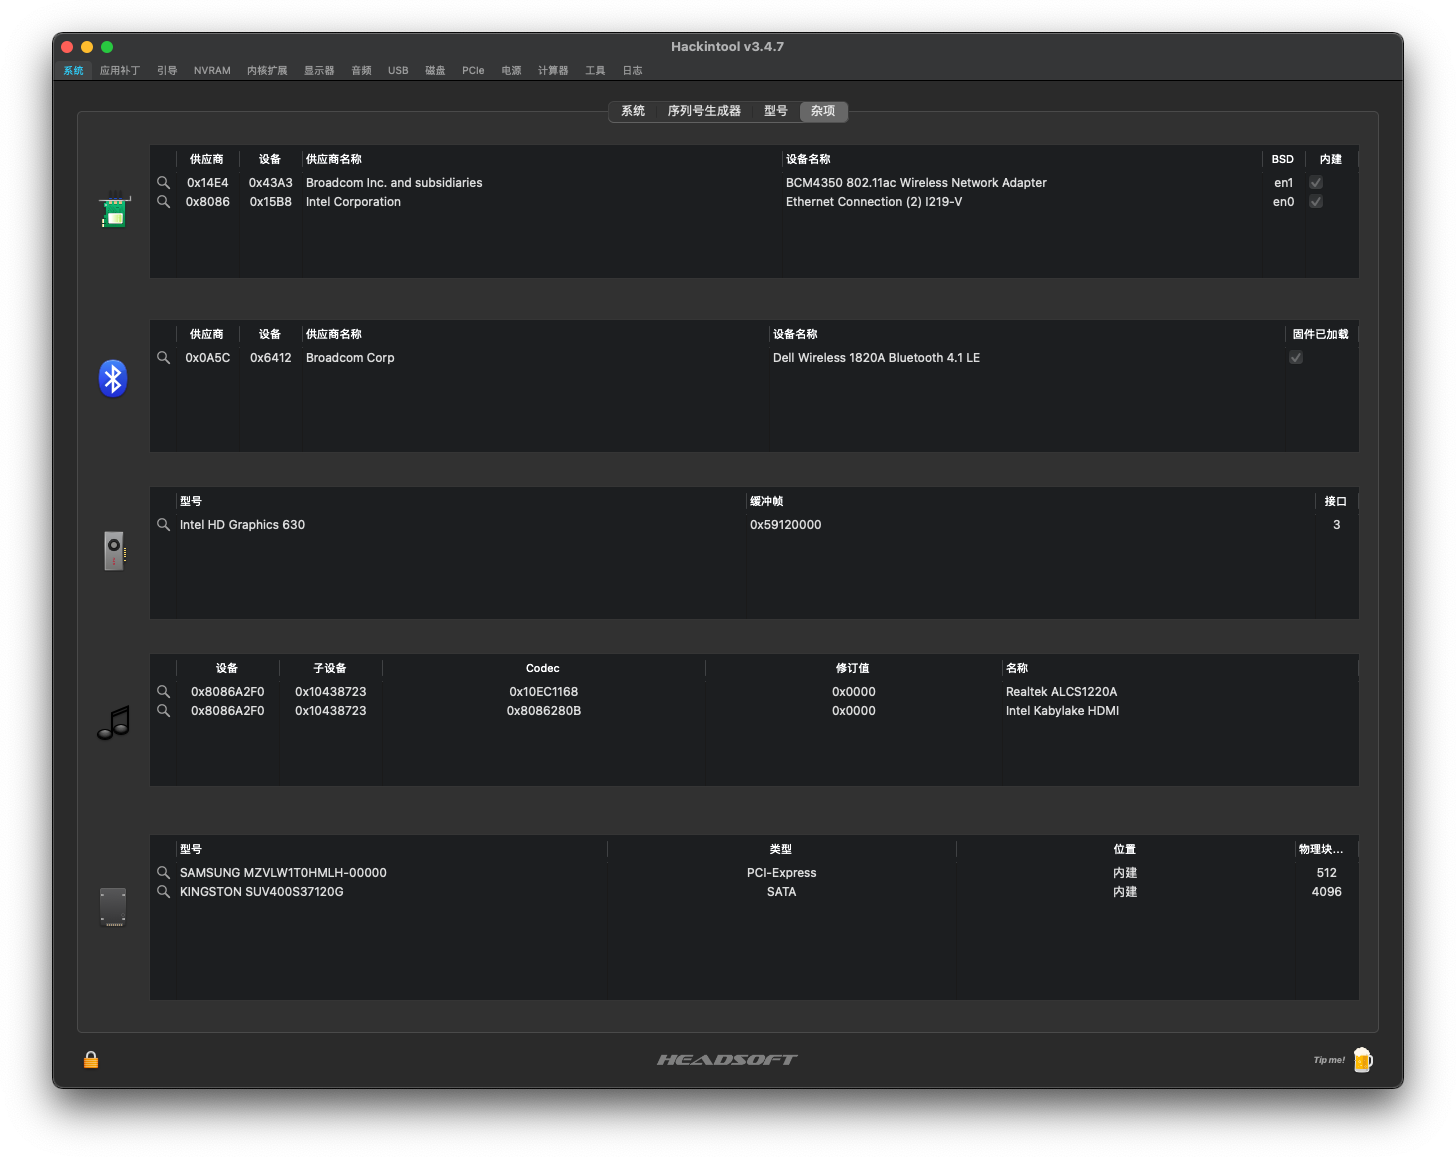 Hackintool v3.4.7
系统 应用补丁 引导 NVRAM 内核扩展 显示器 音频 USB 磁盘 PCIe 电源 计算器 工具 日志
系统 序列号生成器 型号 杂项
供应商 设备 供应商名称 设备名称 BSD 内建
0x14E4 0x43A3 Broadcom Inc. and subsidiaries BCM4350 802.11ac Wireless Network Adapter en1
0x8086 0x15B8 Intel Corporation Ethernet Connection (2) I219-V en0
供应商 设备 供应商名称 设备名称 固件已加载
0x0A5C 0x6412 Broadcom Corp Dell Wireless 1820A Bluetooth 4.1 LE
型号 缓冲帧 接口
Intel HD Graphics 630 0x59120000 3
设备 子设备 Codec 修订值 名称
0x8086A2F0 0x10438723 0x10EC1168 0x0000 Realtek ALCS1220A
0x8086A2F0 0x10438723 0x8086280B 0x0000 Intel Kabylake HDMI
型号 类型 位置 物理块...
SAMSUNG MZVLW1T0HMLH-00000 PCI-Express 内建 512
KINGSTON SUV400S37120G SATA 内建 4096
HEADSOFT
Tip me!